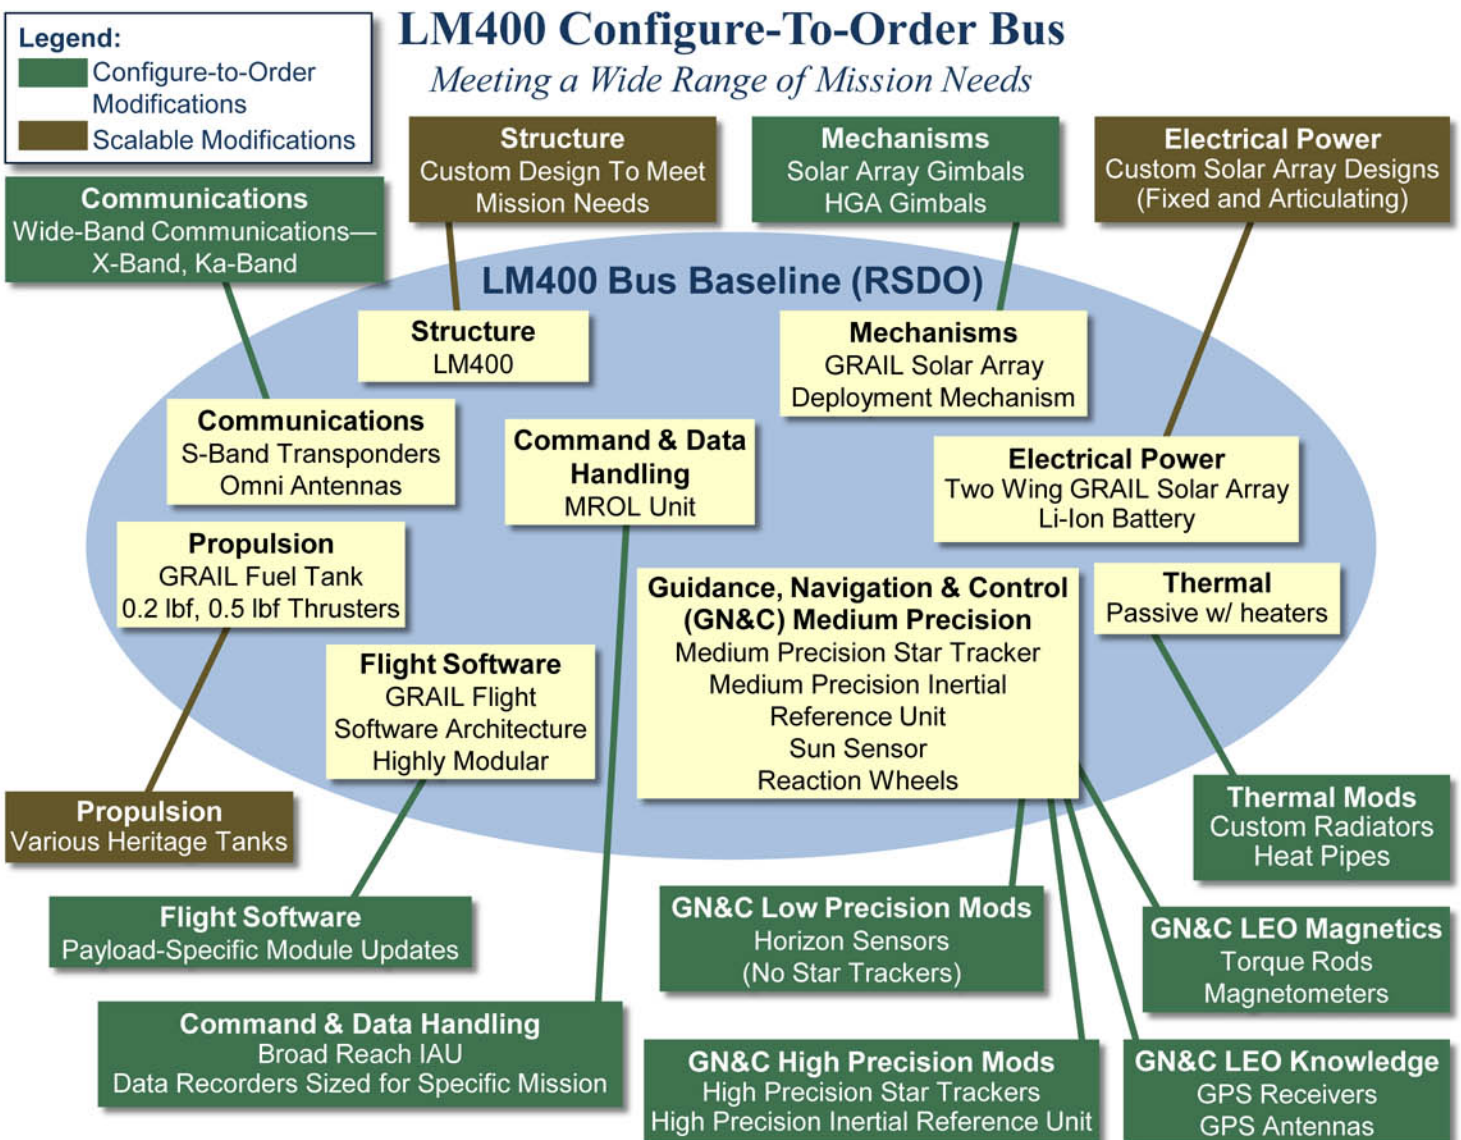 LM400 Configure-To-Order Bus
Meeting a Wide Range of Mission Needs
Legend:
Configure-to-Order
Modifications
Scalable Modifications
Communications
Wide-Band Communications—
X-Band, Ka-Band
Structure
Custom Design To Meet
Mission Needs
Mechanisms
Solar Array Gimbals
HGA Gimbals
Electrical Power
Custom Solar Array Designs
(Fixed and Articulating)
LM400 Bus Baseline (RSDO)
Structure
LM400
Mechanisms
GRAIL Solar Array
Deployment Mechanism
Communications
S-Band Transponders
Omni Antennas
Command & Data
Handling
MROL Unit
Electrical Power
Two Wing GRAIL Solar Array
Li-Ion Battery
Propulsion
GRAIL Fuel Tank
0.2 lbf, 0.5 lbf Thrusters
Guidance, Navigation & Control
(GN&C) Medium Precision
Medium Precision Star Tracker
Medium Precision Inertial
Reference Unit
Sun Sensor
Reaction Wheels
Thermal
Passive w/ heaters
Flight Software
GRAIL Flight
Software Architecture
Highly Modular
Propulsion
Various Heritage Tanks
Thermal Mods
Custom Radiators
Heat Pipes
Flight Software
Payload-Specific Module Updates
GN&C Low Precision Mods
Horizon Sensors
(No Star Trackers)
GN&C LEO Magnetics
Torque Rods
Magnetometers
Command & Data Handling
Broad Reach IAU
Data Recorders Sized for Specific Mission
GN&C High Precision Mods
High Precision Star Trackers
High Precision Inertial Reference Unit
GN&C LEO Knowledge
GPS Receivers
GPS Antennas